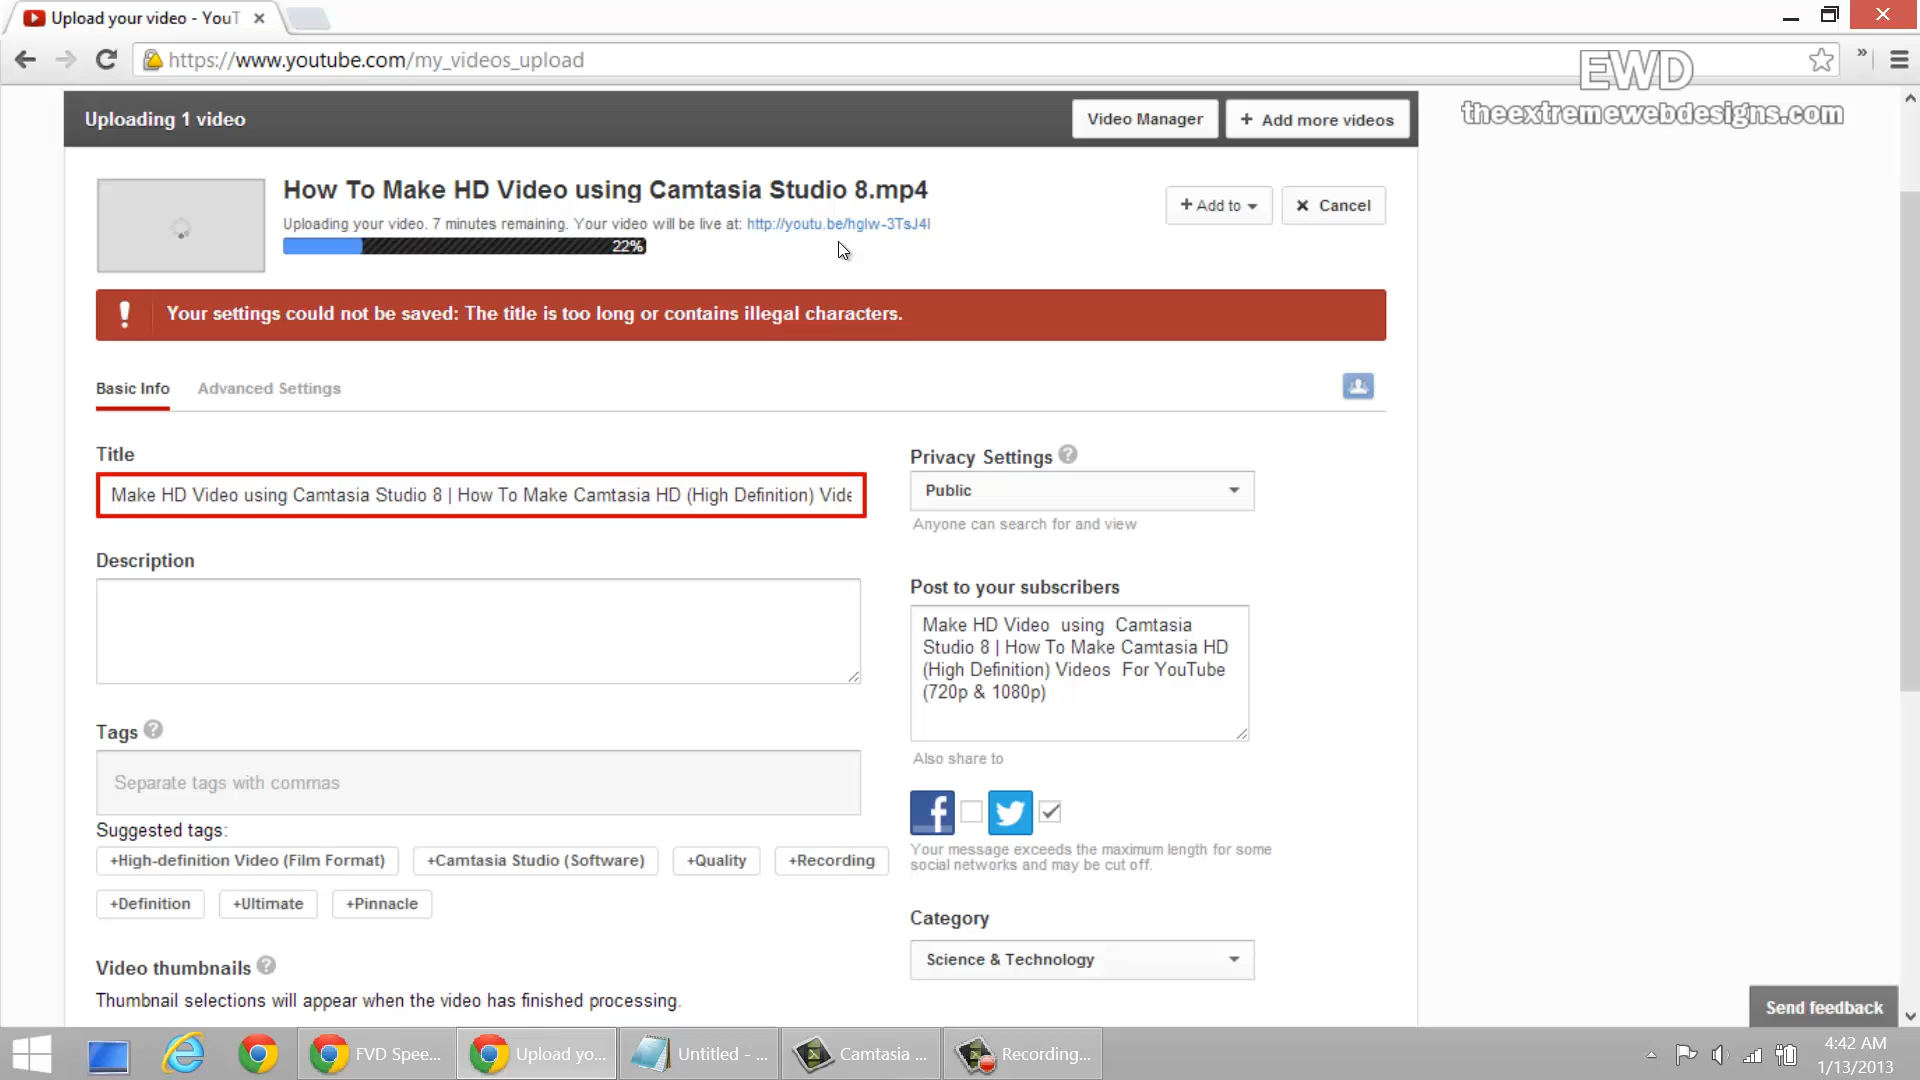 Upload your video - YouT
https://www.youtube.com/my_videos_upload
EWD
theextremewebdesigns.com
Uploading 1 video
Video Manager
+ Add more videos
How To Make HD Video using Camtasia Studio 8.mp4
+ Add to
Cancel
Uploading your video. 7 minutes remaining. Your video will be live at: http://youtu.be/hglw-3TsJ4I
22%
Your settings could not be saved: The title is too long or contains illegal characters.
Basic Info
Advanced Settings
Title
Make HD Video using Camtasia Studio 8 | How To Make Camtasia HD (High Definition) Vide
Description
Tags
Separate tags with commas
Suggested tags:
+High-definition Video (Film Format)
+Camtasia Studio (Software)
+Quality
+Recording
+Definition
+Ultimate
+Pinnacle
Video thumbnails
Thumbnail selections will appear when the video has finished processing.
Privacy Settings
Public
Anyone can search for and view
Post to your subscribers
Make HD Video using Camtasia
Studio 8 | How To Make Camtasia HD
(High Definition) Videos For YouTube
(720p & 1080p)
Also share to
Your message exceeds the maximum length for some
social networks and may be cut off.
Category
Science & Technology
Send feedback
FVD Spee...
Upload yo...
Untitled - ...
Camtasia ...
Recording...
4:42 AM
1/13/2013